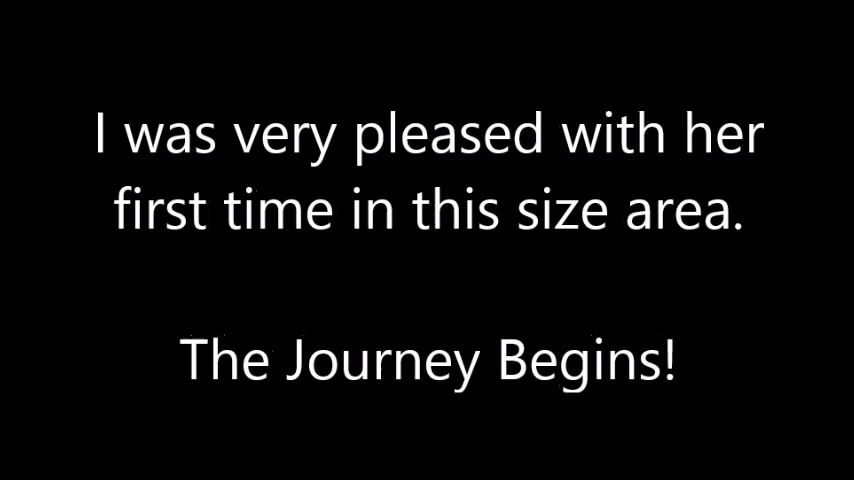 I was very pleased with her
first time in this size area.
The Journey Begins!